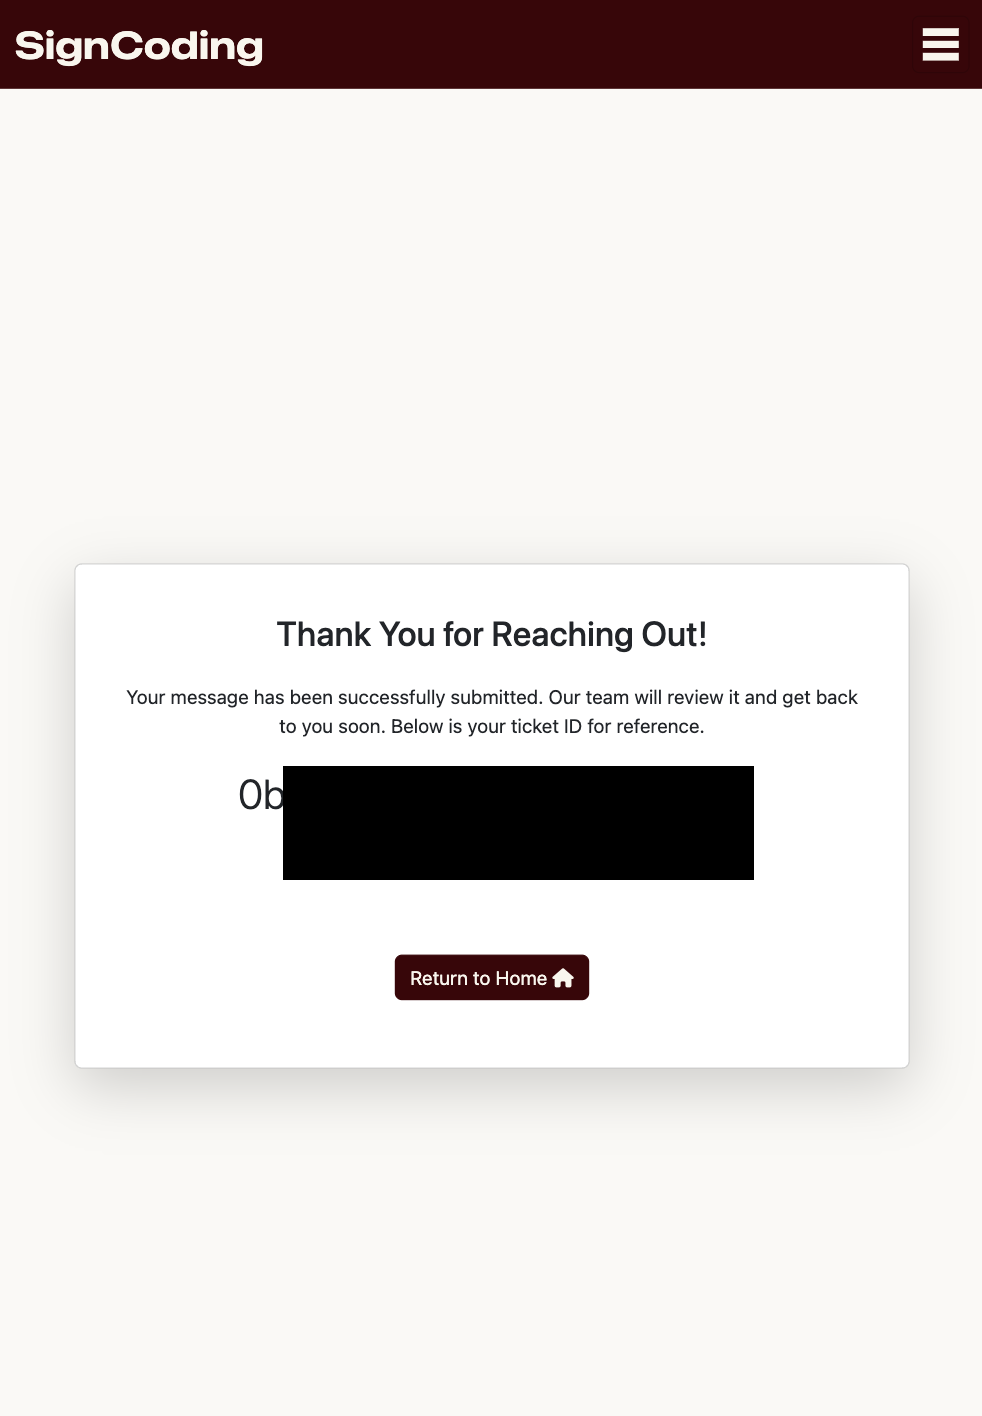 SignCoding
Thank You for Reaching Out!
Your message has been successfully submitted. Our team will review it and get back
to you soon. Below is your ticket ID for reference.
0b
Return to Home